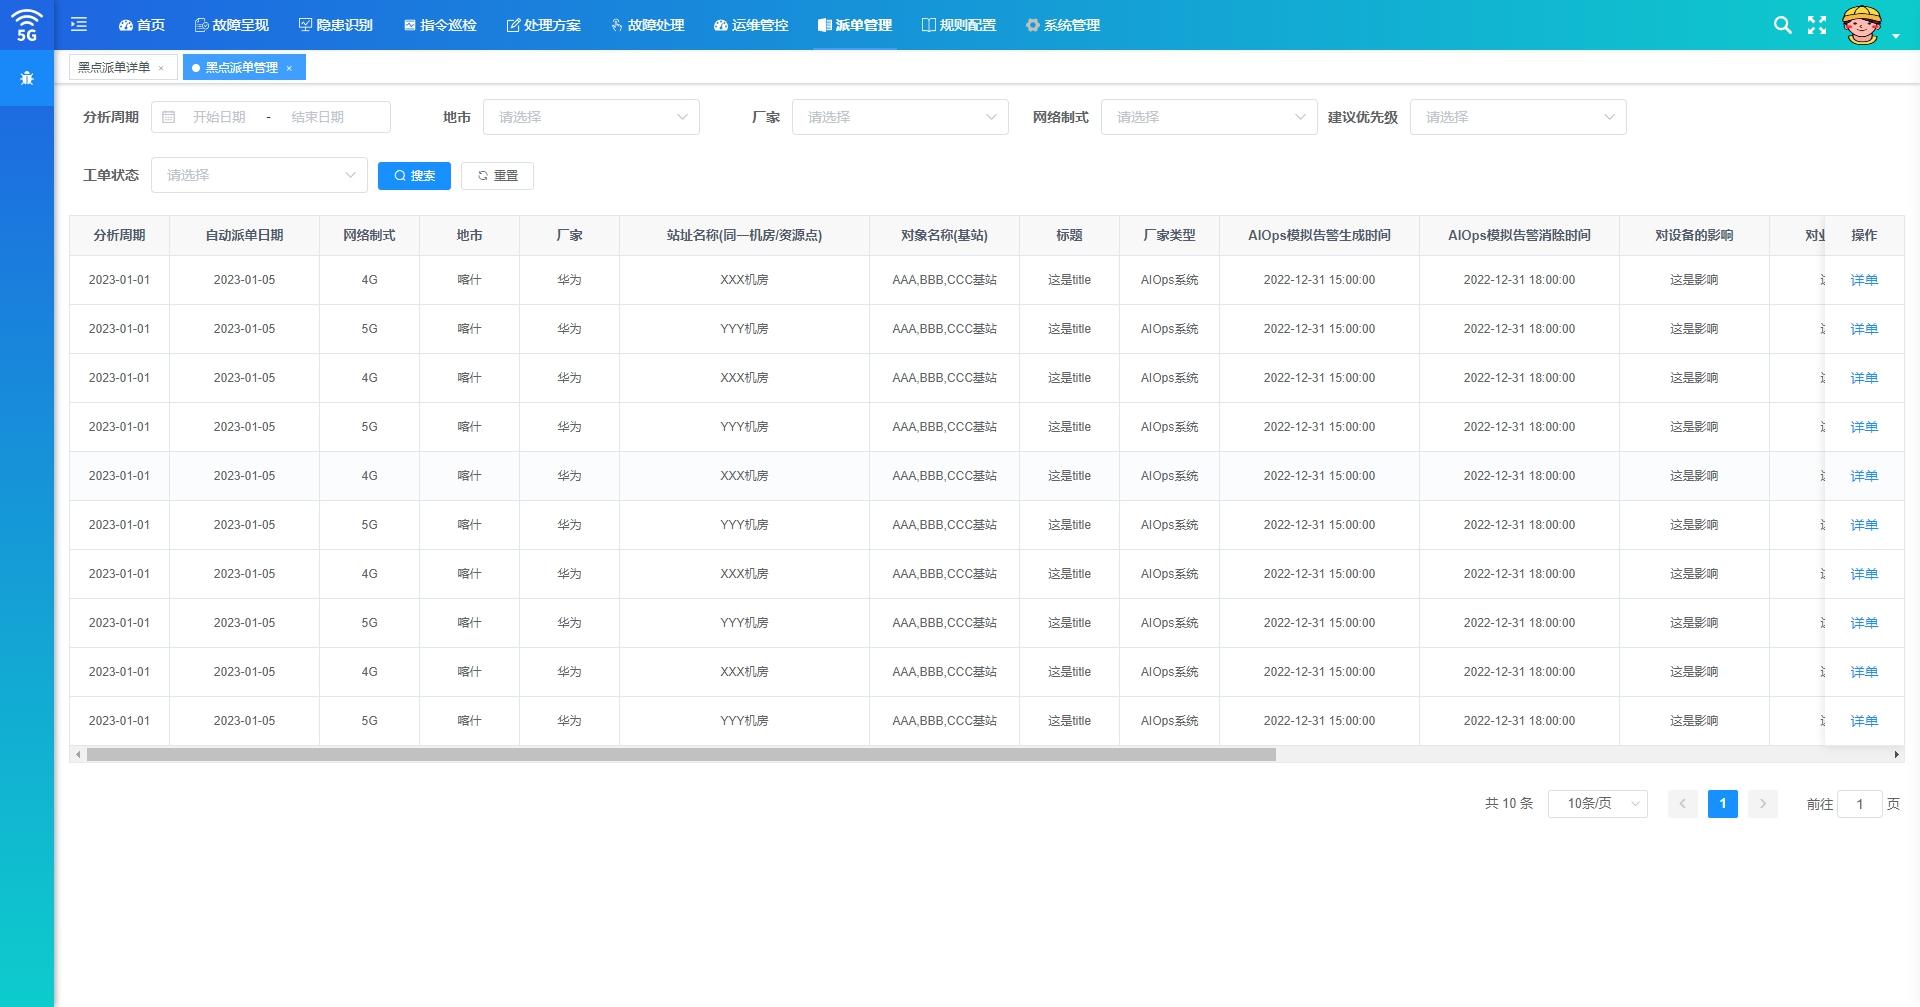 5G 首页 故障呈现 隐患识别 指令巡检 处理方案 故障处理 运维管控 派单管理 规则配置 系统管理
黑点派单详单 × 黑点派单管理 ×
分析周期 开始日期 - 结束日期 地市 请选择 厂家 请选择 网络制式 请选择 建议优先级 请选择
工单状态 请选择 搜索 重置
分析周期 自动派单日期 网络制式 地市 厂家 站址名称(同一机房/资源点) 对象名称(基站) 标题 厂家类型 AIOps模拟告警生成时间 AIOps模拟告警消除时间 对设备的影响 对业 操作
2023-01-01 2023-01-05 4G 喀什 华为 XXX机房 AAA,BBB,CCC基站 这是title AIOps系统 2022-12-31 15:00:00 2022-12-31 18:00:00 这是影响 详单
2023-01-01 2023-01-05 5G 喀什 华为 YYY机房 AAA,BBB,CCC基站 这是title AIOps系统 2022-12-31 15:00:00 2022-12-31 18:00:00 这是影响 详单
2023-01-01 2023-01-05 4G 喀什 华为 XXX机房 AAA,BBB,CCC基站 这是title AIOps系统 2022-12-31 15:00:00 2022-12-31 18:00:00 这是影响 详单
2023-01-01 2023-01-05 5G 喀什 华为 YYY机房 AAA,BBB,CCC基站 这是title AIOps系统 2022-12-31 15:00:00 2022-12-31 18:00:00 这是影响 详单
2023-01-01 2023-01-05 4G 喀什 华为 XXX机房 AAA,BBB,CCC基站 这是title AIOps系统 2022-12-31 15:00:00 2022-12-31 18:00:00 这是影响 详单
2023-01-01 2023-01-05 5G 喀什 华为 YYY机房 AAA,BBB,CCC基站 这是title AIOps系统 2022-12-31 15:00:00 2022-12-31 18:00:00 这是影响 详单
2023-01-01 2023-01-05 4G 喀什 华为 XXX机房 AAA,BBB,CCC基站 这是title AIOps系统 2022-12-31 15:00:00 2022-12-31 18:00:00 这是影响 详单
2023-01-01 2023-01-05 5G 喀什 华为 YYY机房 AAA,BBB,CCC基站 这是title AIOps系统 2022-12-31 15:00:00 2022-12-31 18:00:00 这是影响 详单
2023-01-01 2023-01-05 4G 喀什 华为 XXX机房 AAA,BBB,CCC基站 这是title AIOps系统 2022-12-31 15:00:00 2022-12-31 18:00:00 这是影响 详单
2023-01-01 2023-01-05 5G 喀什 华为 YYY机房 AAA,BBB,CCC基站 这是title AIOps系统 2022-12-31 15:00:00 2022-12-31 18:00:00 这是影响 详单
共 10 条 10条/页 1 前往 1 页